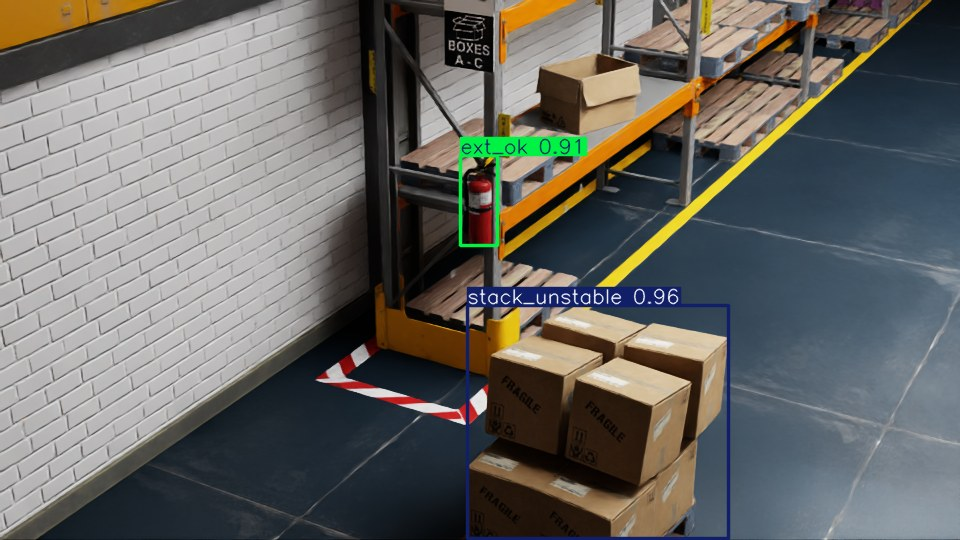 BOXES
A-C
ext_ok 0.91
stack_unstable 0.96
FRAGILE
FRAGILE
FRAGILE
FRAGILE